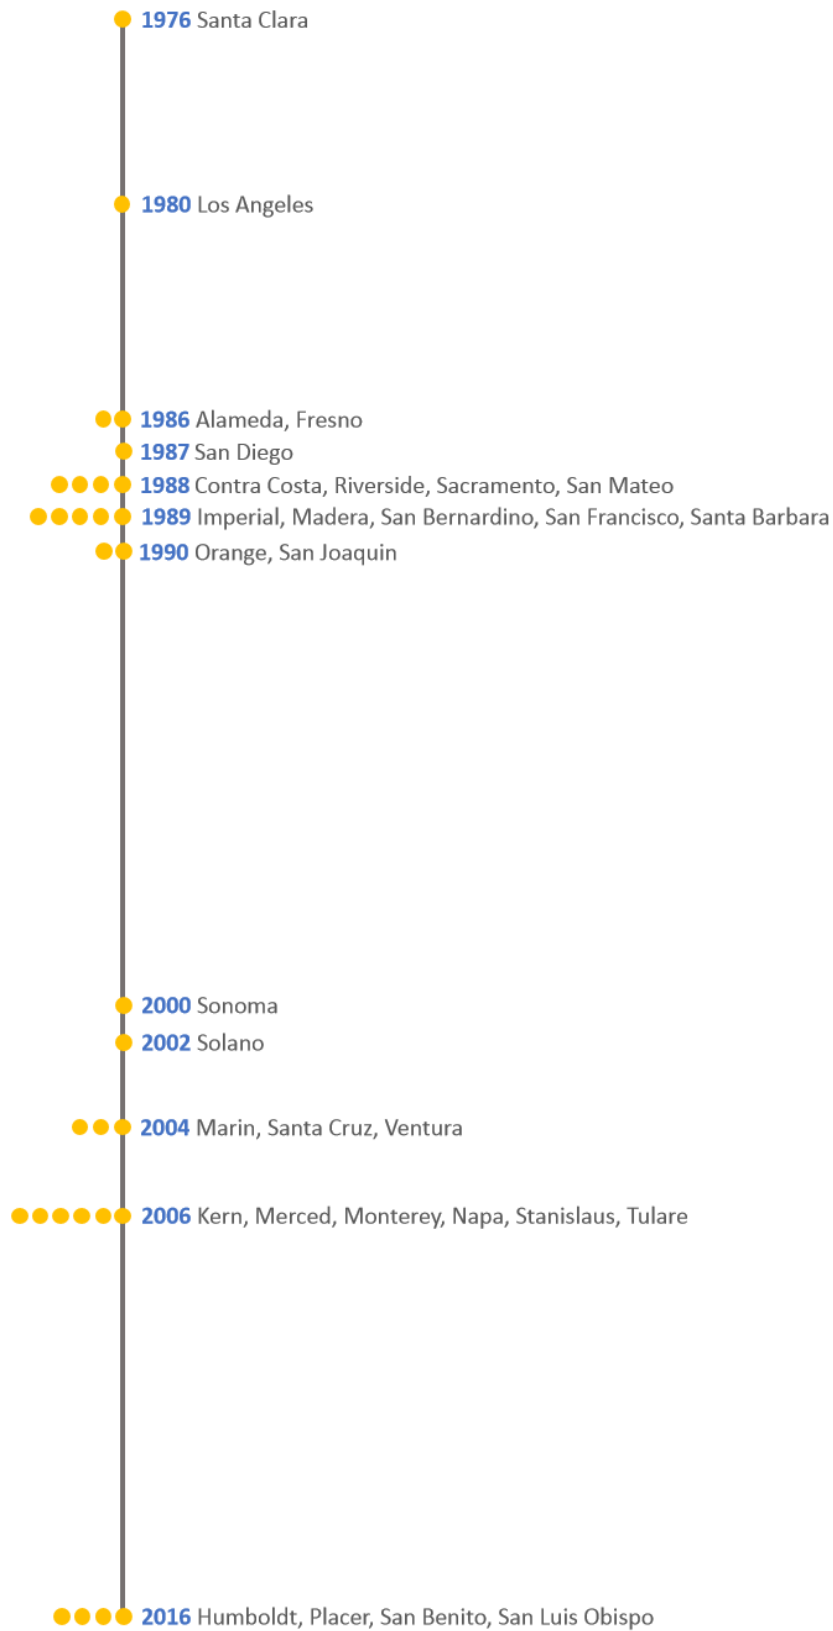 1976 Santa Clara
1980 Los Angeles
1986 Alameda, Fresno
1987 San Diego
1988 Contra Costa, Riverside, Sacramento, San Mateo
1989 Imperial, Madera, San Bernardino, San Francisco, Santa Barbara
1990 Orange, San Joaquin
2000 Sonoma
2002 Solano
2004 Marin, Santa Cruz, Ventura
2006 Kern, Merced, Monterey, Napa, Stanislaus, Tulare
2016 Humboldt, Placer, San Benito, San Luis Obispo